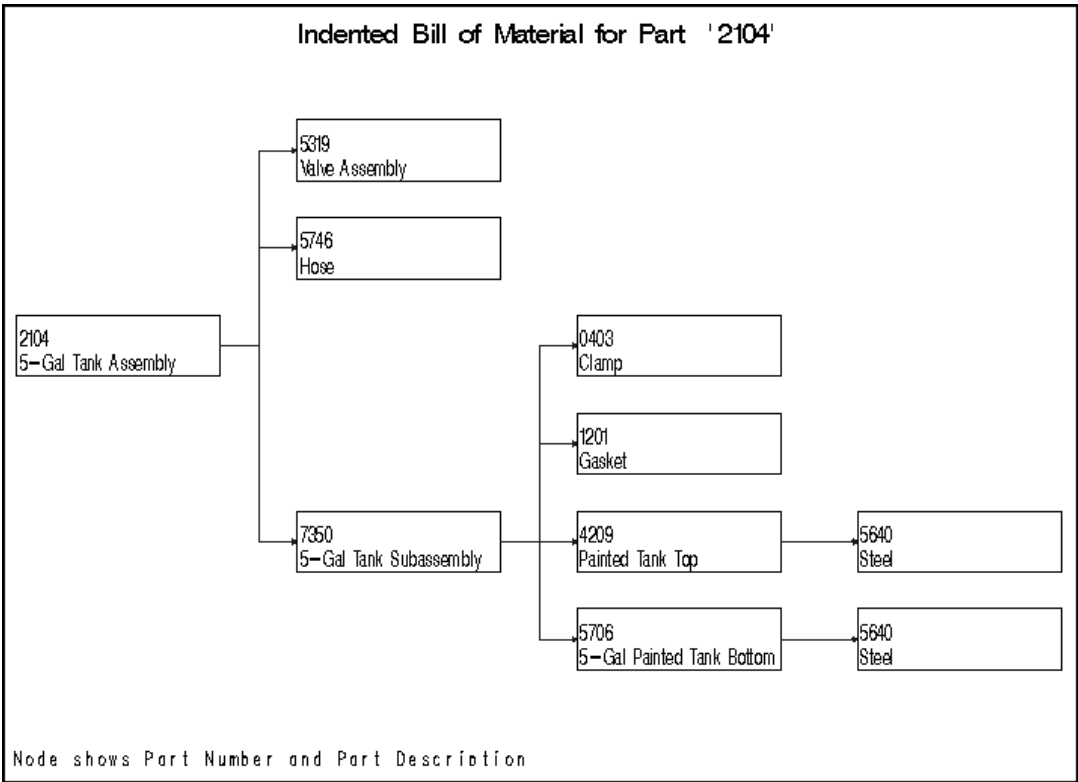 Indented Bill of Material for Part '2104'
5319
Valve Assembly
5746
Hose
2104
5-Gal Tank Assembly
0403
Clamp
1201
Gasket
7350
5-Gal Tank Subassembly
4209
Painted Tank Top
5640
Steel
5706
5-Gal Painted Tank Bottom
5640
Steel
Node shows Part Number and Part Description